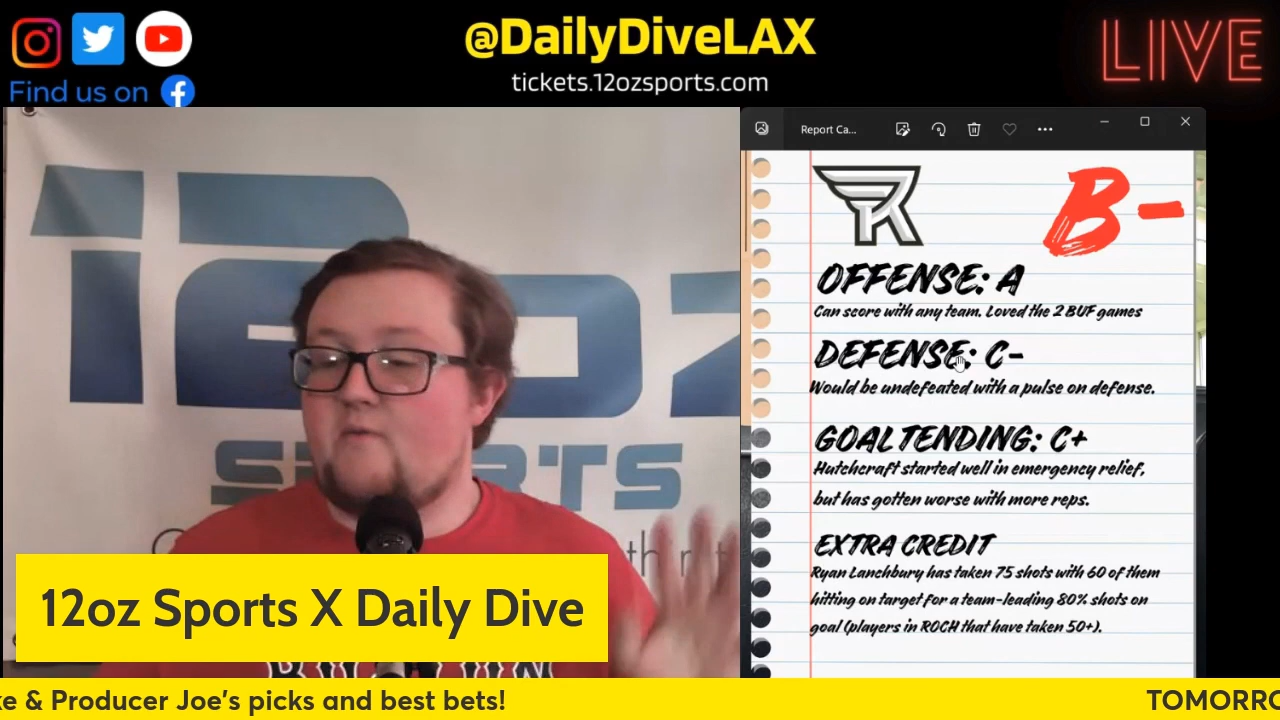 @DailyDiveLAX
LIVE
tickets.12ozsports.com
Find us on
Report Ca...
R
B-
OFFENSE: A
Can score with any team. Loved the 2 BUF games
DEFENSE: C-
Would be undefeated with a pulse on defense.
GOALTENDING: C+
Hutchcraft started well in emergency relief,
but has gotten worse with more reps.
EXTRA CREDIT
Ryan Lanchbury has taken 75 shots with 60 of them
hitting on target for a team-leading 80% shots on
goal (players in ROCH that have taken 50+).
12oz
SPORTS
12oz Sports X Daily Dive
ke & Producer Joe's picks and best bets!
TOMORRO